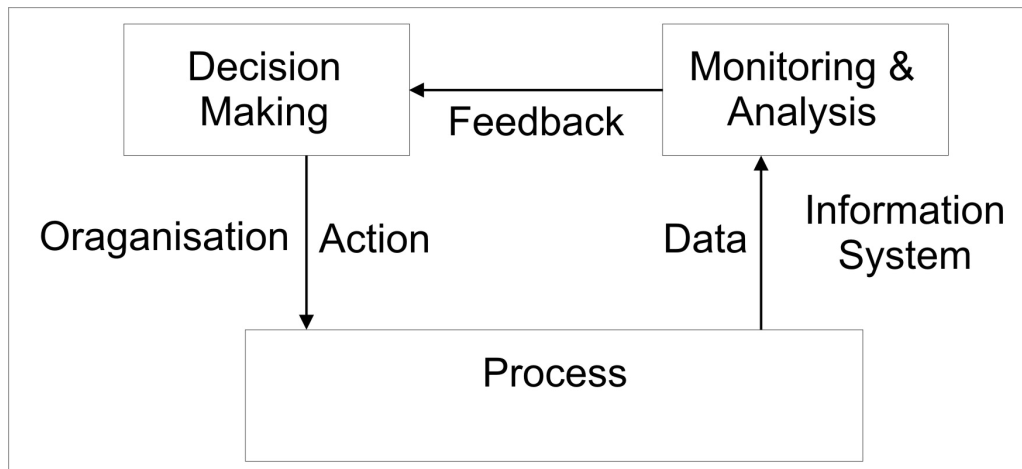 Decision
Making
Monitoring &
Analysis
Feedback
Oraganisation
Action
Data
Information
System
Process